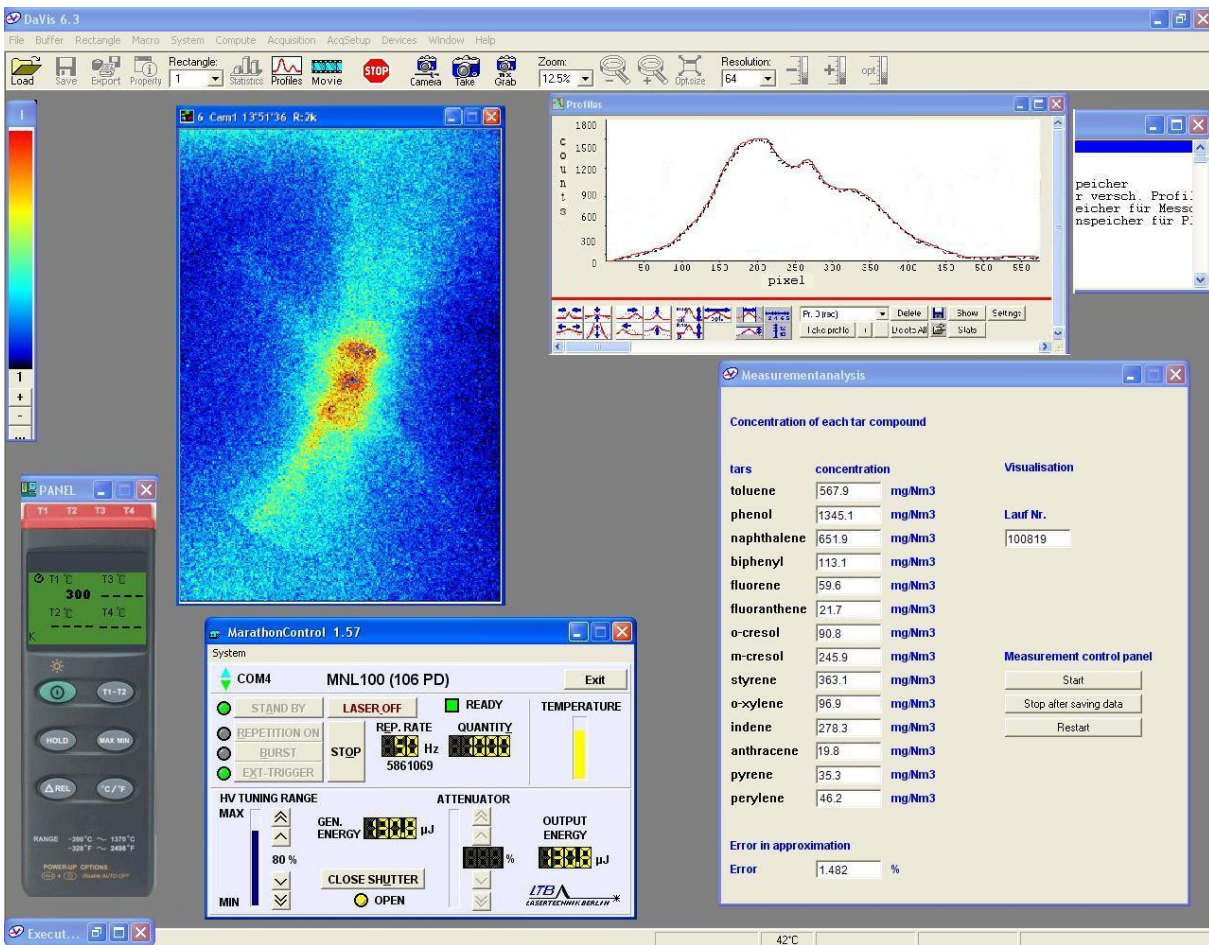 DaVis 6.3
File Buffer Rectangle Macro System Compute Acquisition AcqSetup Devices Window Help
Rectangle:
1
Zoom:
12.5%
Resolution:
64
Load Save Export Property Statistics Profiles Movie STOP Camera Take Grab Opt.size opt.
6 Cam1 13'51'36 R:2k
1
+
-
...
counts
1800
1500
1200
900
600
300
0
50 100 150 200 250 300 350 400 450 500 550
pixel
Delete Show Settings
peicher
r versch. Profi
eicher für Mess
nspeicher für P
PANEL
T1 T2 T3 T4
T1 °C T3 °C
300 ----
T2 °C T4 °C
---- ----
K
T1-T2
HOLD MAX MIN
△REL °C/°F
RANGE -200°C ~ 1370°C
-328°F ~ 2498°F
POWER-UP OPTIONS
MarathonControl 1.57
System
COM4 MNL100 (106 PD) Exit
STAND BY LASER OFF READY TEMPERATURE
REPETITION ON STOP REP. RATE QUANTITY
BURST Hz
EXT-TRIGGER 5861069
HV TUNING RANGE ATTENUATOR
MAX GEN. ENERGY µJ OUTPUT ENERGY
80 % % µJ
CLOSE SHUTTER
MIN OPEN
LTB
LASERTECHNIK BERLIN
Measurementanalysis
Concentration of each tar compound
tars concentration Visualisation
toluene 567.9 mg/Nm3
phenol 1345.1 mg/Nm3 Lauf Nr.
naphthalene 651.9 mg/Nm3 100819
biphenyl 113.1 mg/Nm3
fluorene 59.6 mg/Nm3
fluoranthene 21.7 mg/Nm3
o-cresol 90.8 mg/Nm3
m-cresol 245.9 mg/Nm3 Measurement control panel
styrene 363.1 mg/Nm3 Start
o-xylene 96.9 mg/Nm3 Stop after saving data
indene 278.3 mg/Nm3 Restart
anthracene 19.8 mg/Nm3
pyrene 35.3 mg/Nm3
perylene 46.2 mg/Nm3
Error in approximation
Error 1.482 %
Execut...
42°C